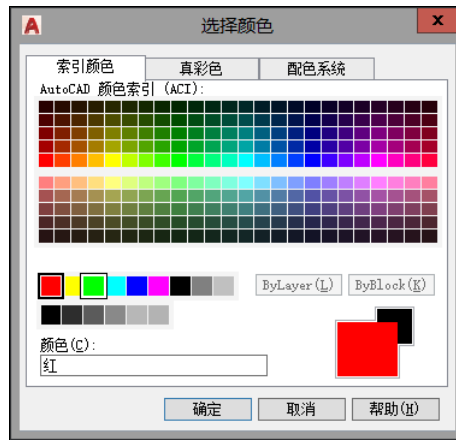 选择颜色
索引颜色 真彩色 配色系统
AutoCAD 颜色索引 (ACI):
ByLayer(L) ByBlock(K)
颜色(C):
红
确定 取消 帮助(H)